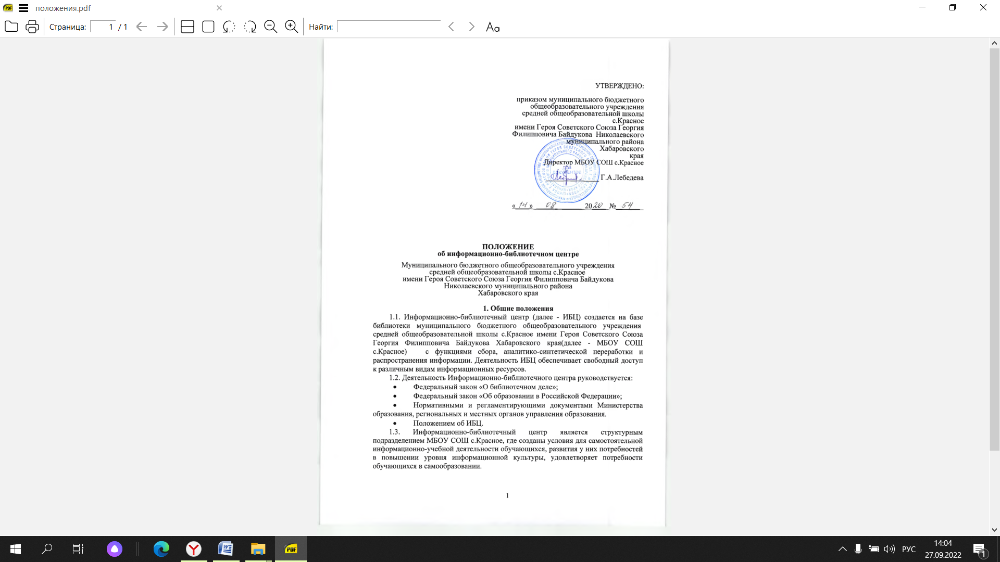 положения.pdf
Страница: 1 / 1 Найти:
УТВЕРЖДЕНО:
приказом муниципального бюджетного
общеобразовательного учреждения
средней общеобразовательной школы
с.Красное
имени Героя Советского Союза Георгия
Филипповича Байдукова Николаевского
муниципального района
Хабаровского
края
Директор МБОУ СОШ с.Красное
ДЛЯ
ДОКУМЕНТОВ
Г.А.Лебедева
« 14 » 08 2020 № 54
ПОЛОЖЕНИЕ
об информационно-библиотечном центре
Муниципального бюджетного общеобразовательного учреждения
средней общеобразовательной школы с.Красное
имени Героя Советского Союза Георгия Филипповича Байдукова
Николаевского муниципального района
Хабаровского края
1. Общие положения
1.1. Информационно-библиотечный центр (далее - ИБЦ) создается на базе
библиотеки муниципального бюджетного общеобразовательного учреждения
средней общеобразовательной школы с.Красное имени Героя Советского Союза
Георгия Филипповича Байдукова Хабаровского края(далее - МБОУ СОШ
с.Красное) с функциями сбора, аналитико-синтетической переработки и
распространения информации. Деятельность ИБЦ обеспечивает свободный доступ
к различным видам информационных ресурсов.
1.2. Деятельность Информационно-библиотечного центра руководствуется:
• Федеральный закон «О библиотечном деле»;
• Федеральный закон «Об образовании в Российской Федерации»;
• Нормативными и регламентирующими документами Министерства
образования, региональных и местных органов управления образования.
• Положением об ИБЦ.
1.3. Информационно-библиотечный центр является структурным
подразделением МБОУ СОШ с.Красное, где созданы условия для самостоятельной
информационно-учебной деятельности обучающихся, развития у них потребностей
в повышении уровня информационной культуры, удовлетворяет потребности
обучающихся в самообразовании.
1
РУС
14:04
27.09.2022
1